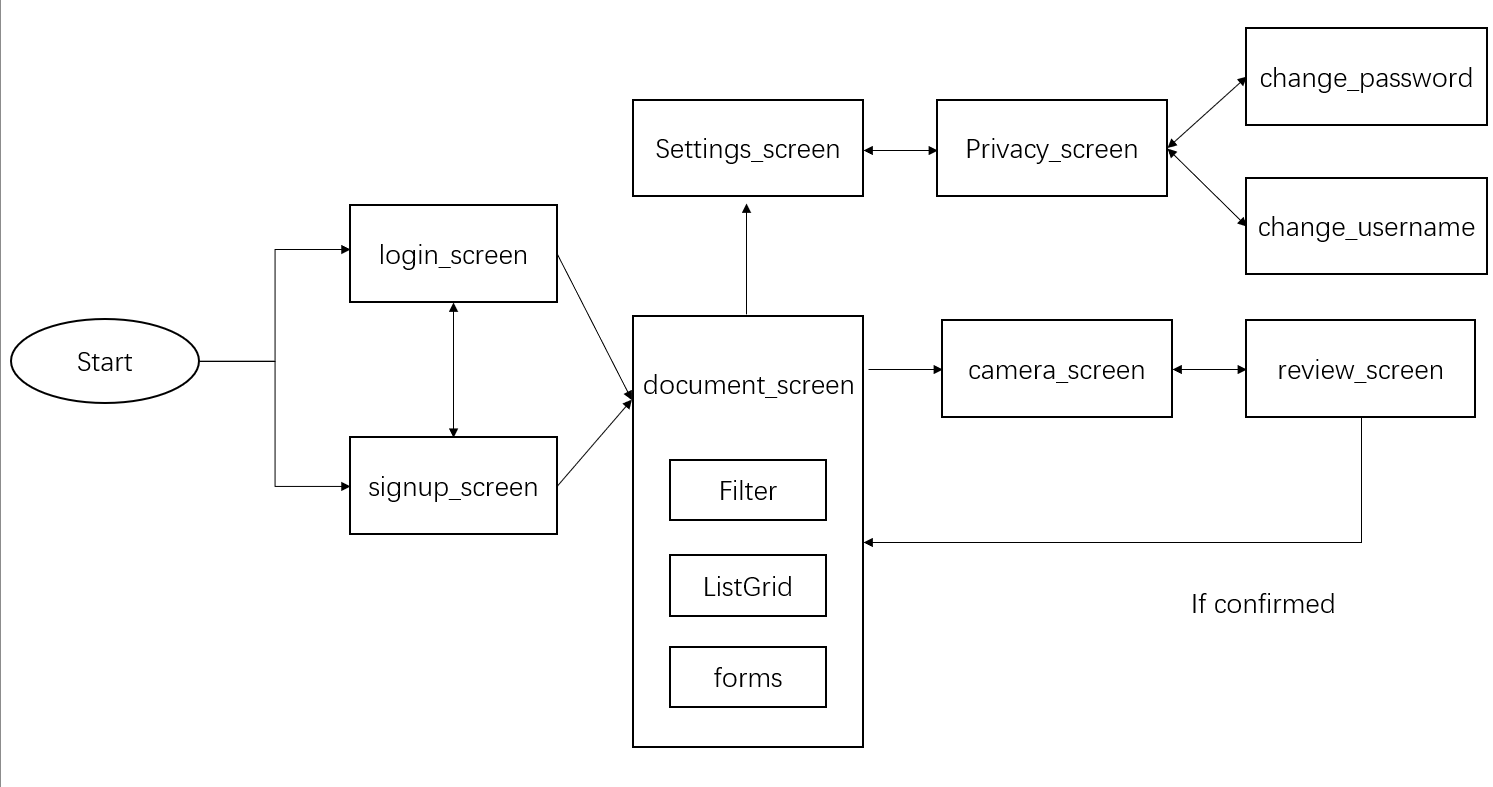 change_password
Settings_screen
Privacy_screen
change_username
login_screen
Start
document_screen
camera_screen
review_screen
signup_screen
Filter
ListGrid
If confirmed
forms